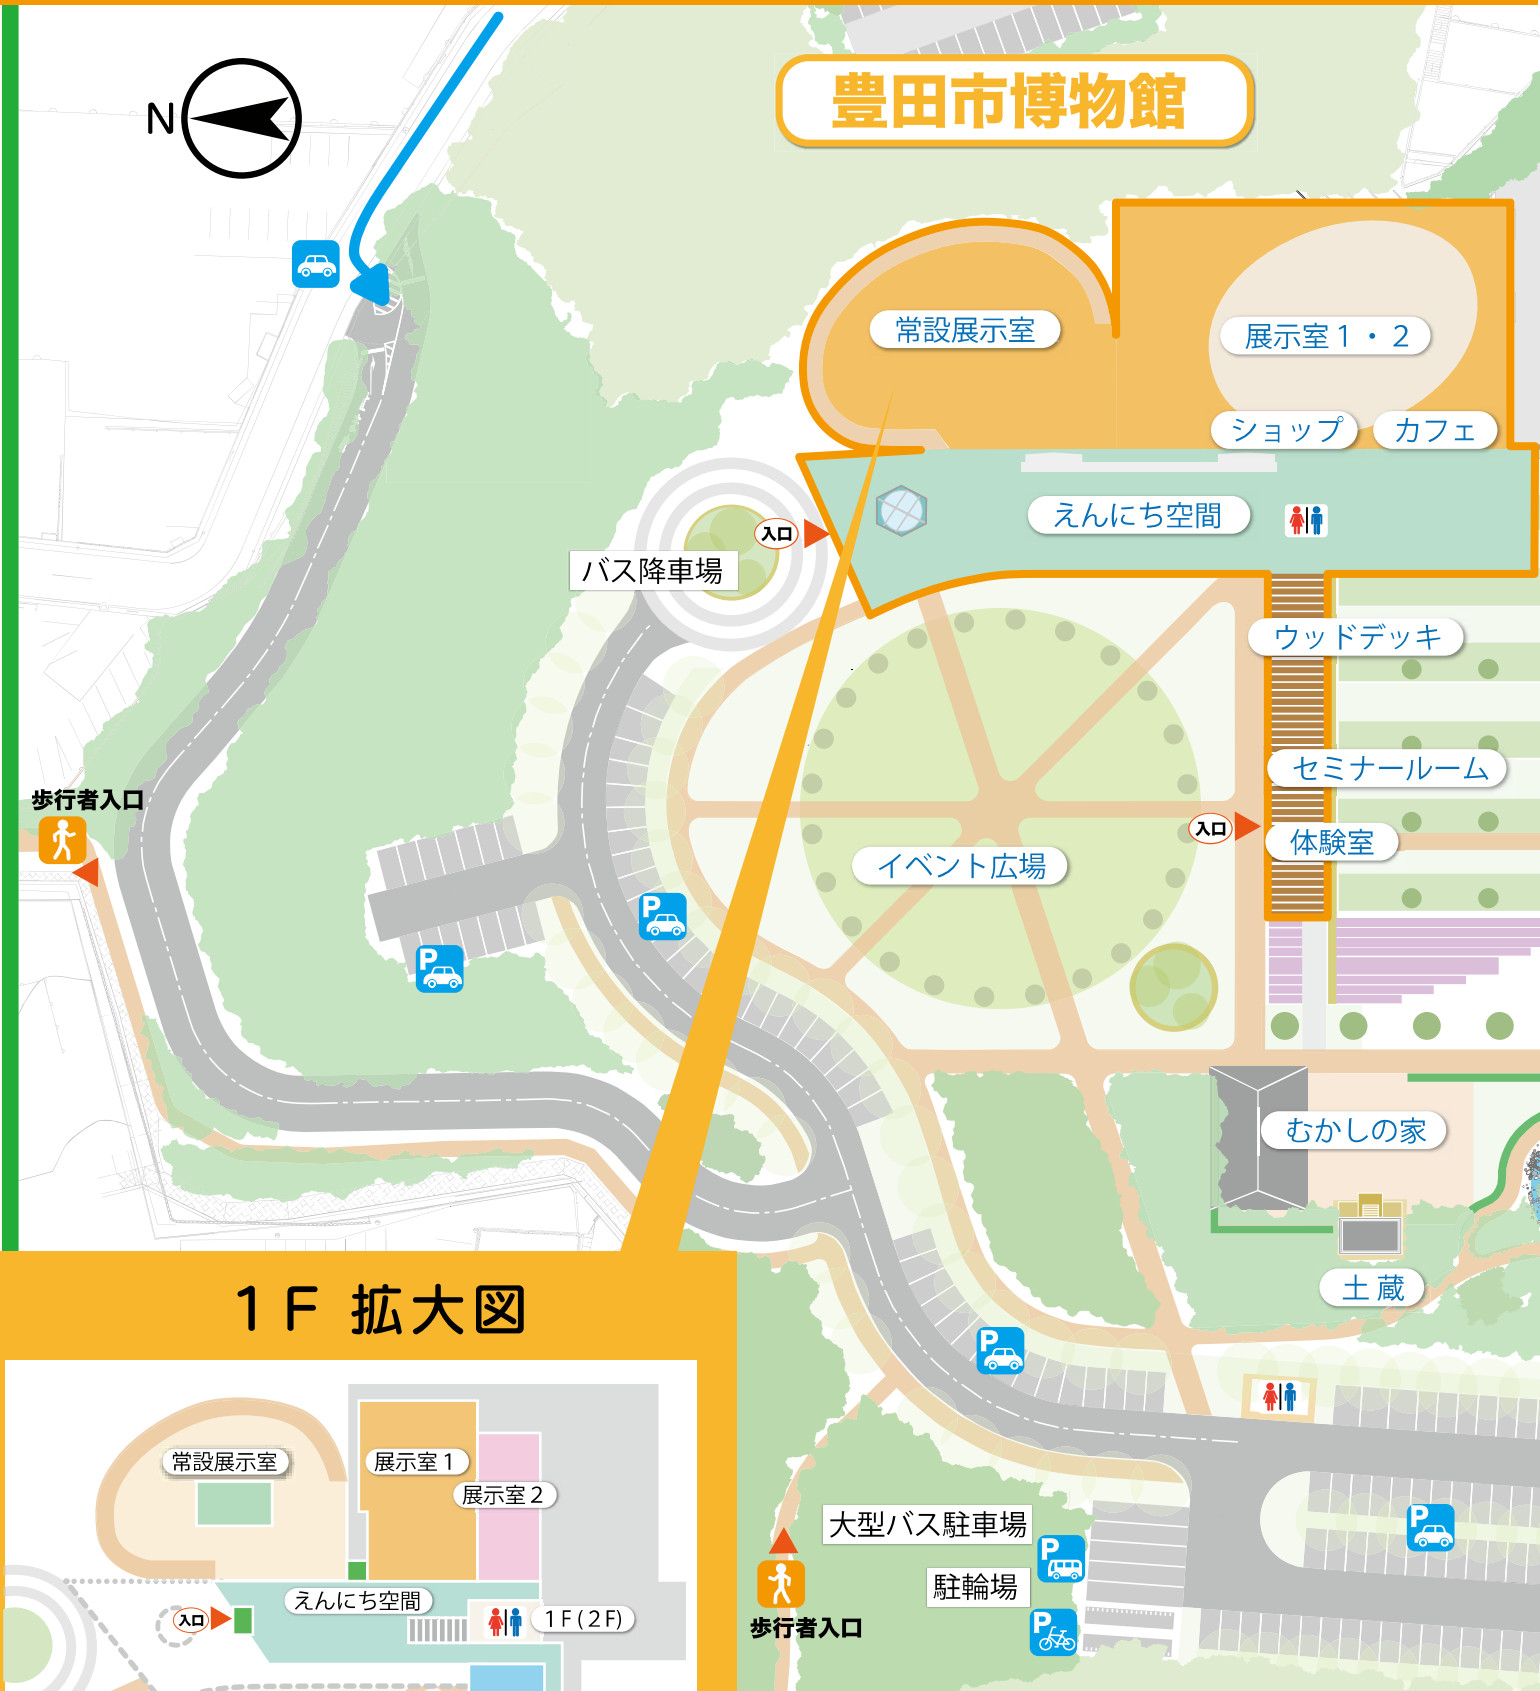 N
豊田市博物館
常設展示室
展示室1・2
ショップ
カフェ
えんにち空間
入口
バス降車場
ウッドデッキ
セミナールーム
入口
体験室
歩行者入口
イベント広場
P
P
むかしの家
土蔵
P
大型バス駐車場
P
P
駐輪場
P
歩行者入口
1F 拡大図
常設展示室
展示室1
展示室2
えんにち空間
入口
1F(2F)